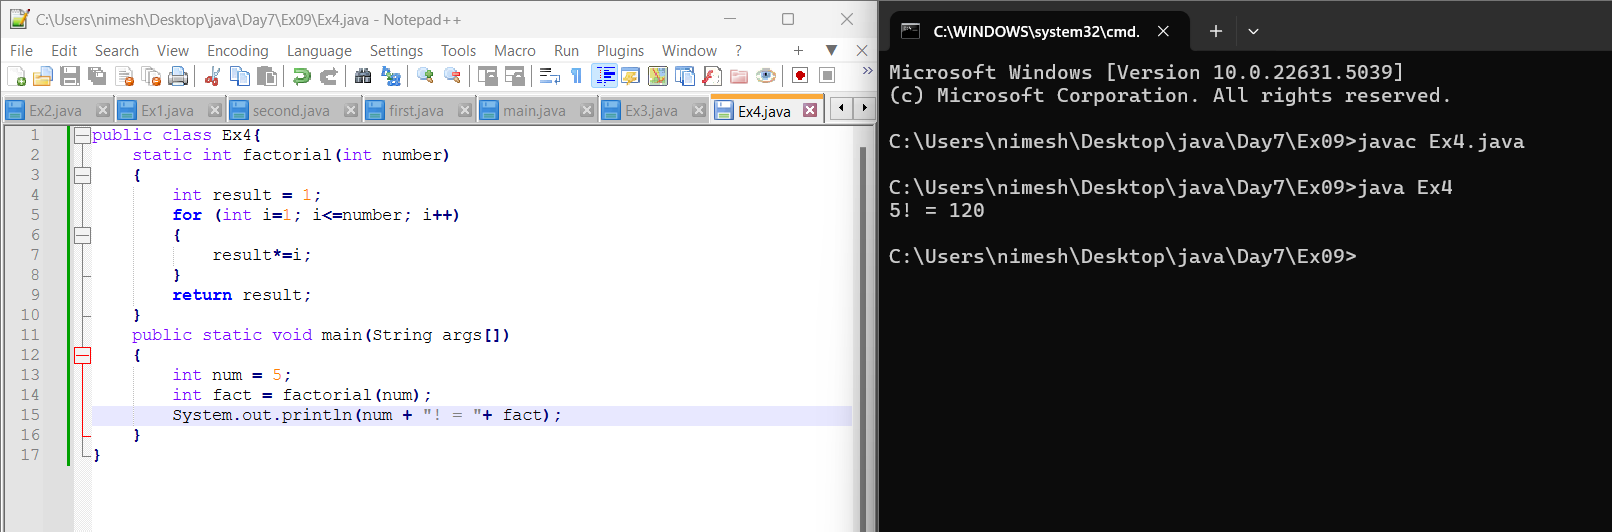 C:\Users\nimesh\Desktop\java\Day7\Ex09\Ex4.java - Notepad++
File Edit Search View Encoding Language Settings Tools Macro Run Plugins Window ?
Ex2.java Ex1.java second.java first.java main.java Ex3.java Ex4.java
1 public class Ex4{
2     static int factorial(int number)
3     {
4         int result = 1;
5         for (int i=1; i<=number; i++)
6         {
7             result*=i;
8         }
9         return result;
10     }
11     public static void main(String args[])
12     {
13         int num = 5;
14         int fact = factorial(num);
15         System.out.println(num + "! = "+ fact);
16     }
17 }
C:\WINDOWS\system32\cmd.
Microsoft Windows [Version 10.0.22631.5039]
(c) Microsoft Corporation. All rights reserved.
C:\Users\nimesh\Desktop\java\Day7\Ex09>javac Ex4.java
C:\Users\nimesh\Desktop\java\Day7\Ex09>java Ex4
5! = 120
C:\Users\nimesh\Desktop\java\Day7\Ex09>